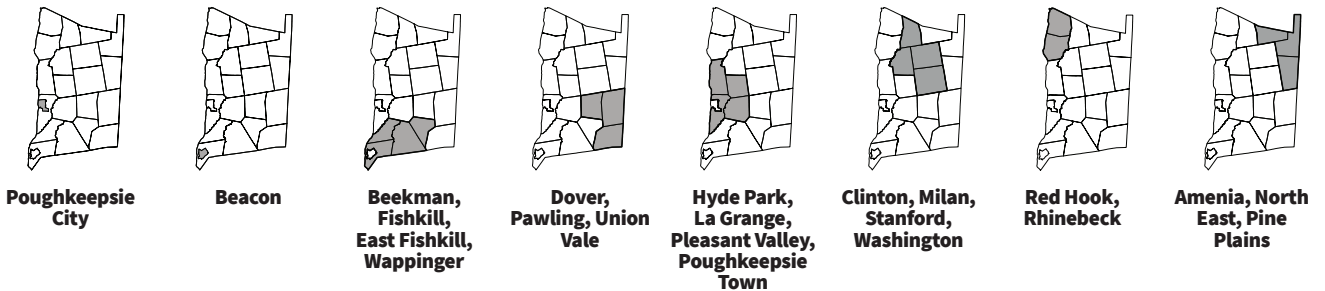 Poughkeepsie
City
Beacon
Beekman,
Fishkill,
East Fishkill,
Wappinger
Dover,
Pawling, Union
Vale
Hyde Park,
La Grange,
Pleasant Valley,
Poughkeepsie
Town
Clinton, Milan,
Stanford,
Washington
Red Hook,
Rhinebeck
Amenia, North
East, Pine
Plains